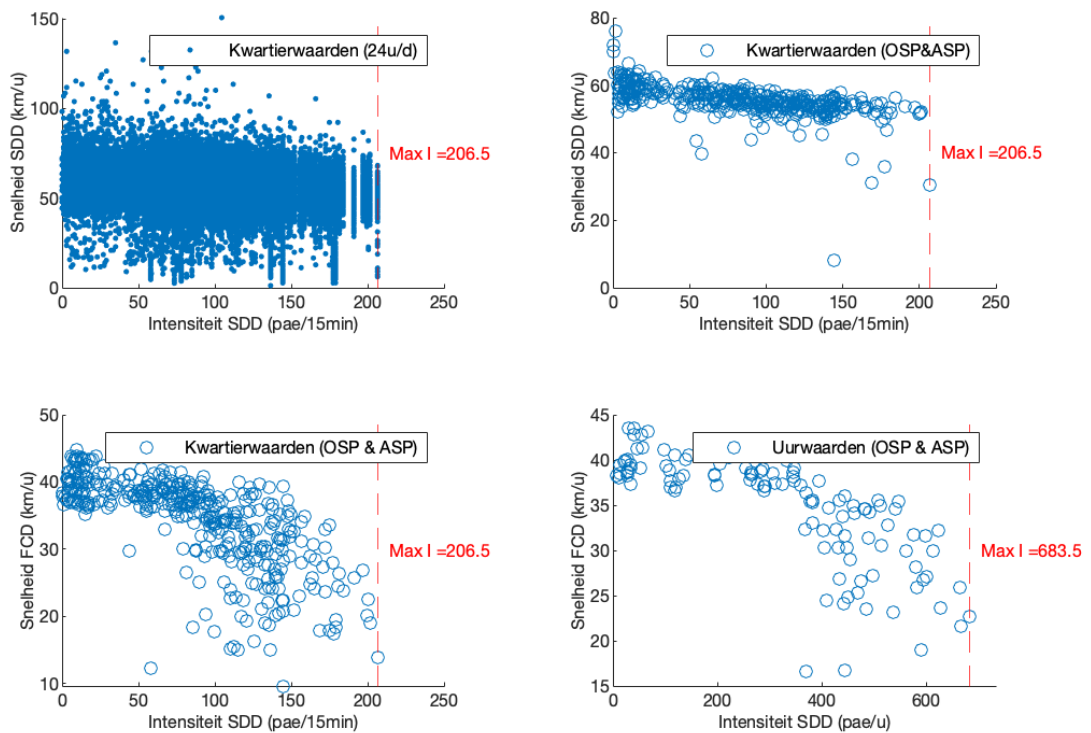 150
100
50
0
Snelheid SDD (km/u)
Kwartierwaarden (24u/d)
Max I =206.5
0 50 100 150 200 250
Intensiteit SDD (pae/15min)
80
60
40
20
0
Snelheid SDD (km/u)
Kwartierwaarden (OSP&ASP)
Max I =206.5
0 50 100 150 200 250
Intensiteit SDD (pae/15min)
50
40
30
20
10
Snelheid FCD (km/u)
Kwartierwaarden (OSP & ASP)
Max I =206.5
0 50 100 150 200 250
Intensiteit SDD (pae/15min)
45
40
35
30
25
20
15
Snelheid FCD (km/u)
Uurwaarden (OSP & ASP)
Max I =683.5
0 200 400 600
Intensiteit SDD (pae/u)